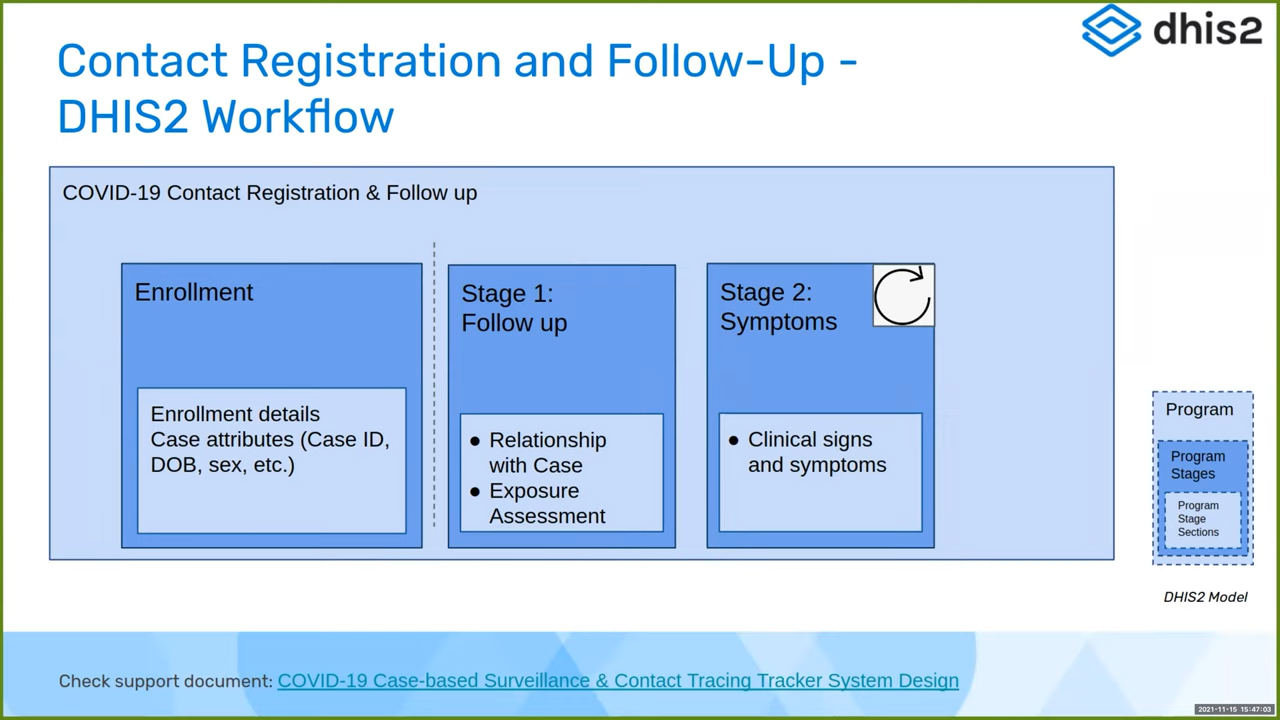 dhis2
Contact Registration and Follow-Up -
DHIS2 Workflow
COVID-19 Contact Registration & Follow up
Enrollment
Enrollment details
Case attributes (Case ID,
DOB, sex, etc.)
Stage 1:
Follow up
● Relationship
with Case
● Exposure
Assessment
Stage 2:
Symptoms
● Clinical signs
and symptoms
Program
Program
Stages
Program
Stage
Sections
DHIS2 Model
Check support document: COVID-19 Case-based Surveillance & Contact Tracing Tracker System Design
2021-11-15 15:47:03